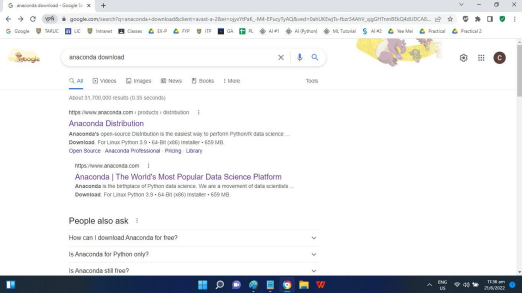 anaconda download - Google Se
google.com/search?q=anaconda+download&client=avast-a-2&ei=
Google TARUC LIC Intranet Classes EX-P FYP ITP GA PL AI #1 AI (Python) ML Tutorial AI #2 Yee Mei Practical Practical 2
anaconda download
C
All Videos Images News Books More Tools
About 31,700,000 results (0.35 seconds)
https://www.anaconda.com › products › distribution
Anaconda Distribution
Anaconda's open-source Distribution is the easiest way to perform Python/R data science ...
Download. For Linux Python 3.9 • 64-Bit (x86) Installer • 659 MB.
Open Source · Anaconda Professional · Pricing · Library
https://www.anaconda.com
Anaconda | The World's Most Popular Data Science Platform
Anaconda is the birthplace of Python data science. We are a movement of data scientists ...
Download. For Linux Python 3.9 • 64-Bit (x86) Installer • 659 MB.
People also ask
How can I download Anaconda for free?
Is Anaconda for Python only?
Is Anaconda still free?
ENG
US
11:36 am
21/6/2022